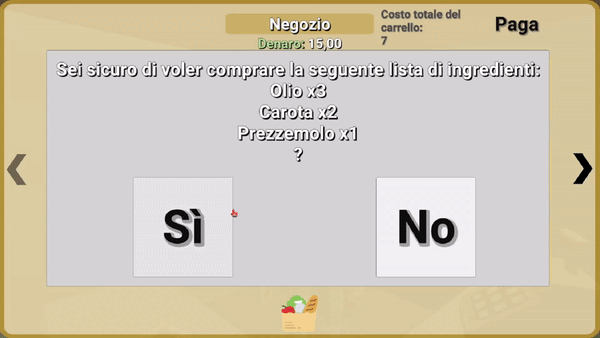 Negozio
Denaro: 15,00
Costo totale del
carrello:
7
Paga
Sei sicuro di voler comprare la seguente lista di ingredienti:
Olio x3
Carota x2
Prezzemolo x1
?
Sì
No